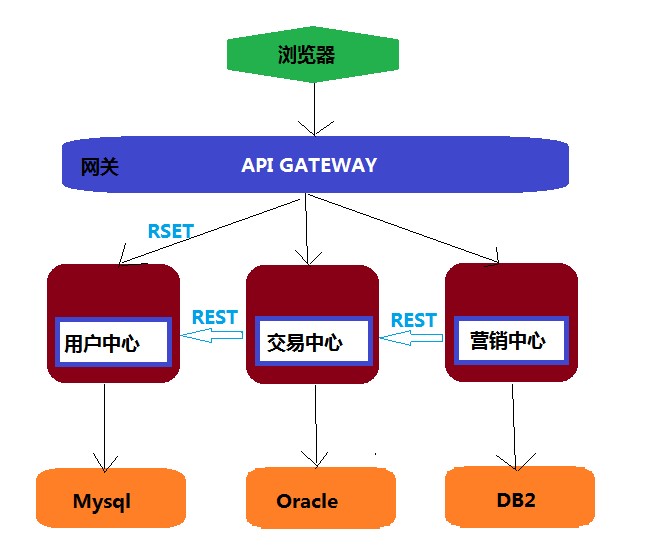 浏览器
网关 API GATEWAY
RSET
REST REST
用户中心 交易中心 营销中心
Mysql Oracle DB2